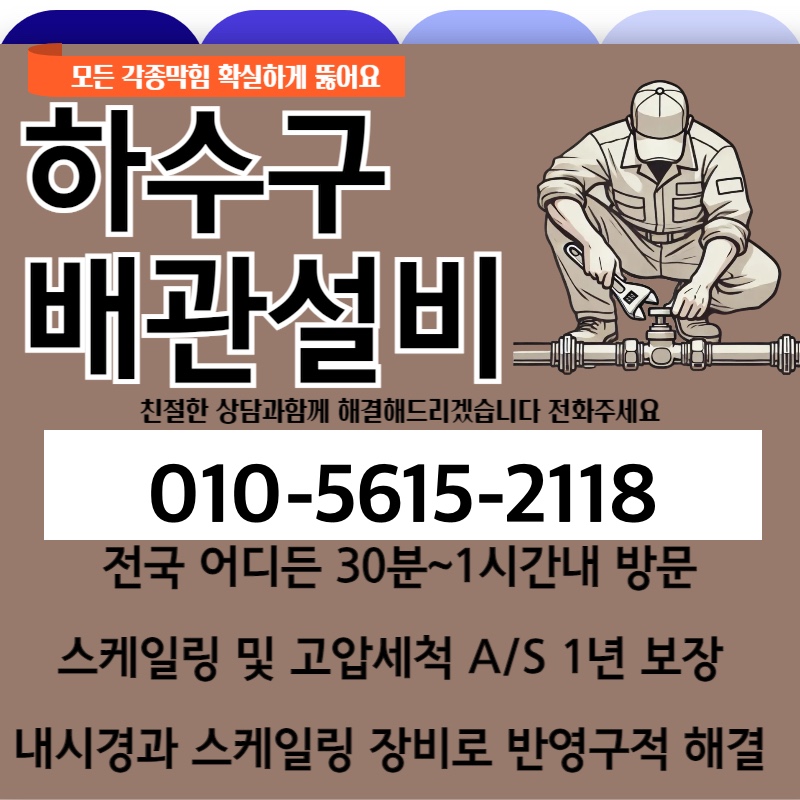 모든 각종막힘 확실하게 뚫어요
하수구
배관설비
친절한 상담과함께 해결해드리겠습니다 전화주세요
010-5615-2118
전국 어디든 30분~1시간내 방문
스케일링 및 고압세척 A/S 1년 보장
내시경과 스케일링 장비로 반영구적 해결